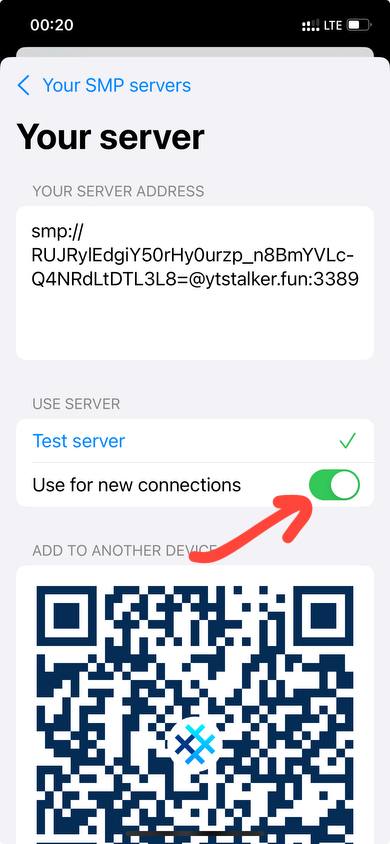 00:20 LTE
Your SMP servers
Your server
YOUR SERVER ADDRESS
smp://
RUJRylEdgiY50rHy0urzp_n8BmYVLc-
Q4NRdLtDTL3L8=@ytstalker.fun:3389
USE SERVER
Test server
Use for new connections
ADD TO ANOTHER DEVICE